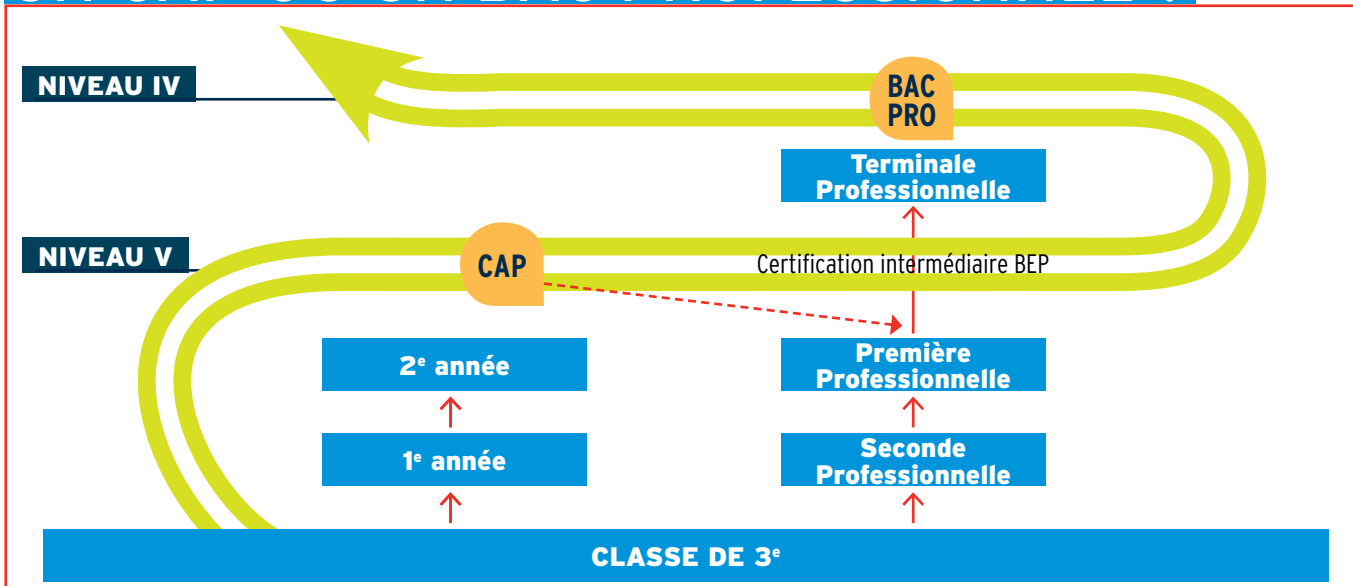 NIVEAU IV
BAC
PRO
Terminale
Professionnelle
NIVEAU V
CAP
Certification intermédiaire BEP
2e année
Première
Professionnelle
1e année
Seconde
Professionnelle
CLASSE DE 3e